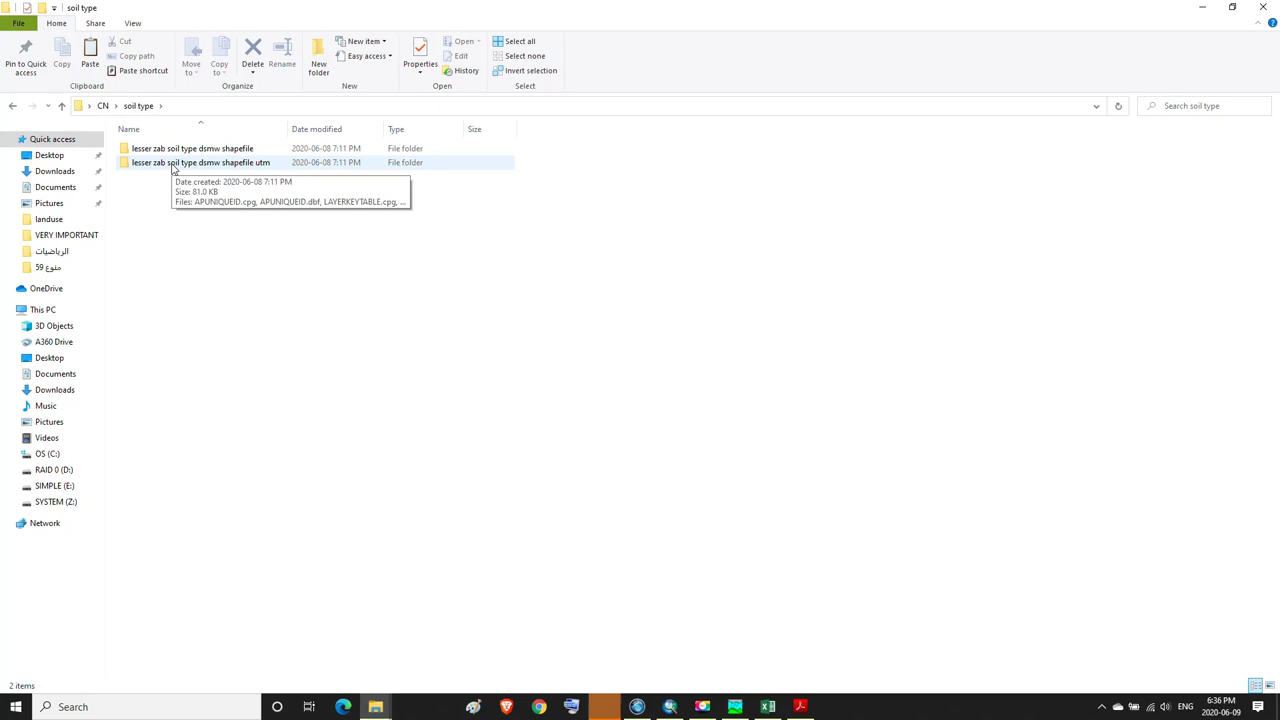 soil type
File
Home
Share
View
Pin to Quick access
Copy
Paste
Cut
Copy path
Paste shortcut
Clipboard
Move to
Copy to
Delete
Rename
Organize
New folder
New item
Easy access
New
Properties
Open
Edit
History
Open
Select all
Select none
Invert selection
Select
CN
soil type
Search soil type
Name
Date modified
Type
Size
lesser zab soil type dsmw shapefile 2020-06-08 7:11 PM File folder
lesser zab soil type dsmw shapefile utm 2020-06-08 7:11 PM File folder
Date created: 2020-06-08 7:11 PM
Size: 81.0 KB
Files: APUNIQUEID.cpg, APUNIQUEID.dbf, LAYERKEYTABLE.cpg, ...
Quick access
Desktop
Downloads
Documents
Pictures
landuse
VERY IMPORTANT
الرياضيات
منوع 59
OneDrive
This PC
3D Objects
A360 Drive
Desktop
Documents
Downloads
Music
Pictures
Videos
OS (C:)
RAID 0 (D:)
SIMPLE (E:)
SYSTEM (Z:)
Network
2 items
Search
ENG
6:36 PM
2020-06-09